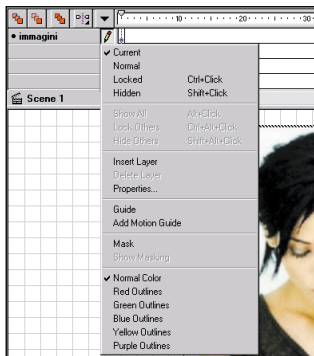 10 20 30
immagini
Current
Normal
Locked Ctrl+Click
Hidden Shift+Click
Show All Alt+Click
Lock Others Ctrl+Alt+Click
Hide Others Shift+Alt+Click
Scene 1
Insert Layer
Delete Layer
Properties...
Guide
Add Motion Guide
Mask
Show Masking
Normal Color
Red Outlines
Green Outlines
Blue Outlines
Yellow Outlines
Purple Outlines